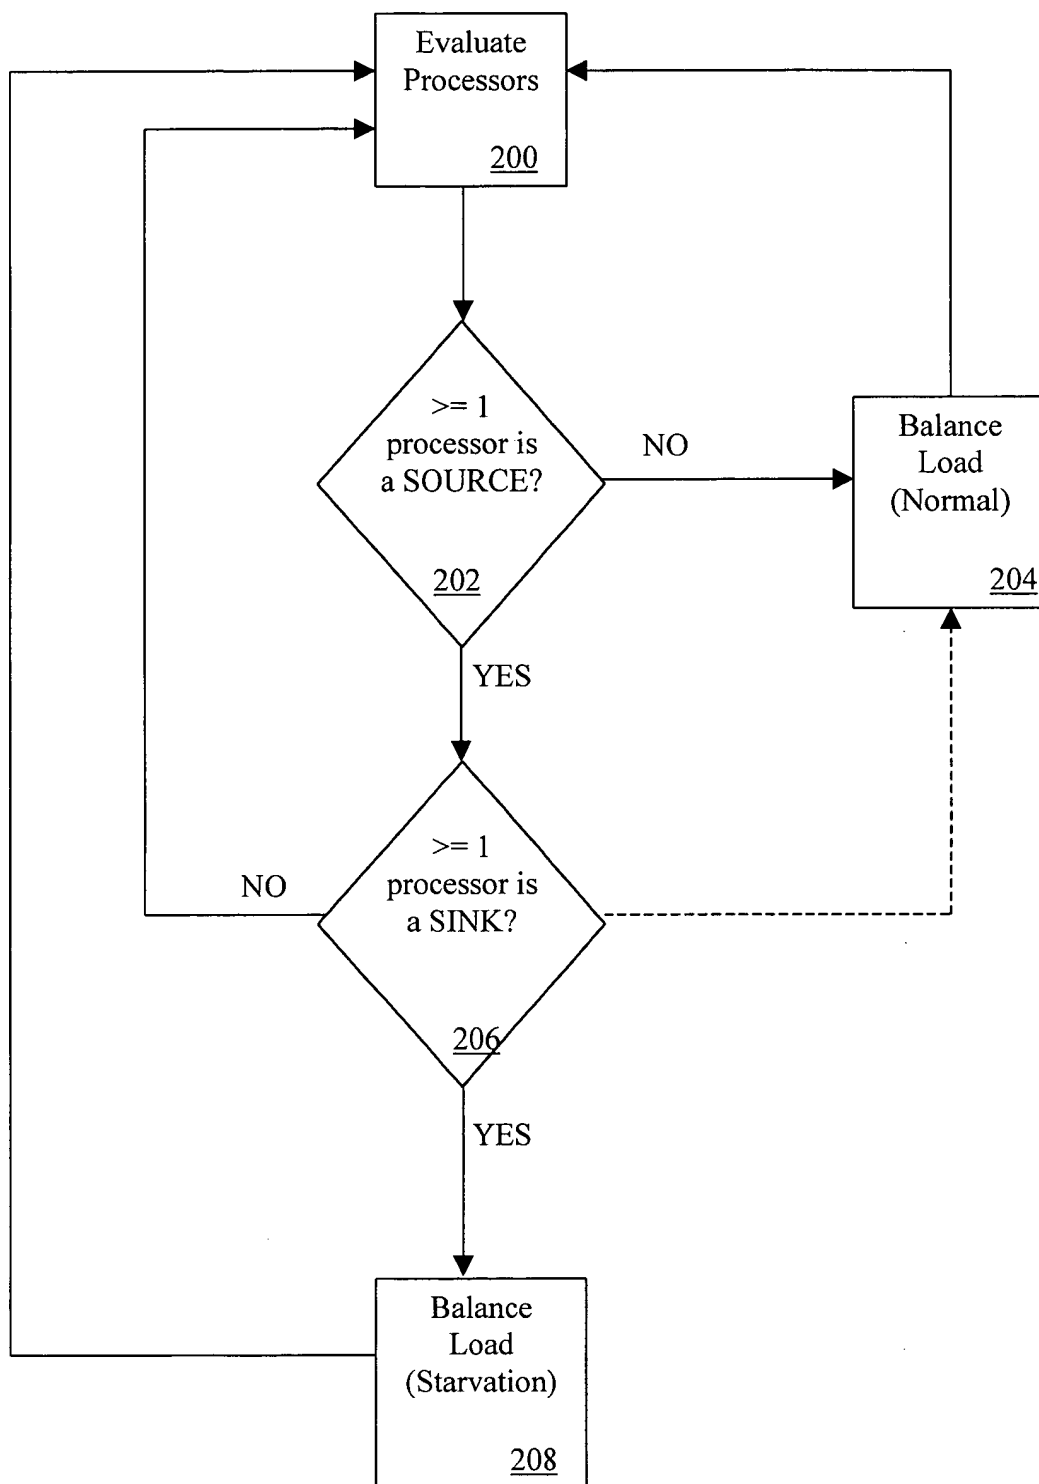 Evaluate
Processors
200
>= 1
processor is
a SOURCE?
202
NO
Balance
Load
(Normal)
204
YES
>= 1
processor is
a SINK?
206
NO
YES
Balance
Load
(Starvation)
208